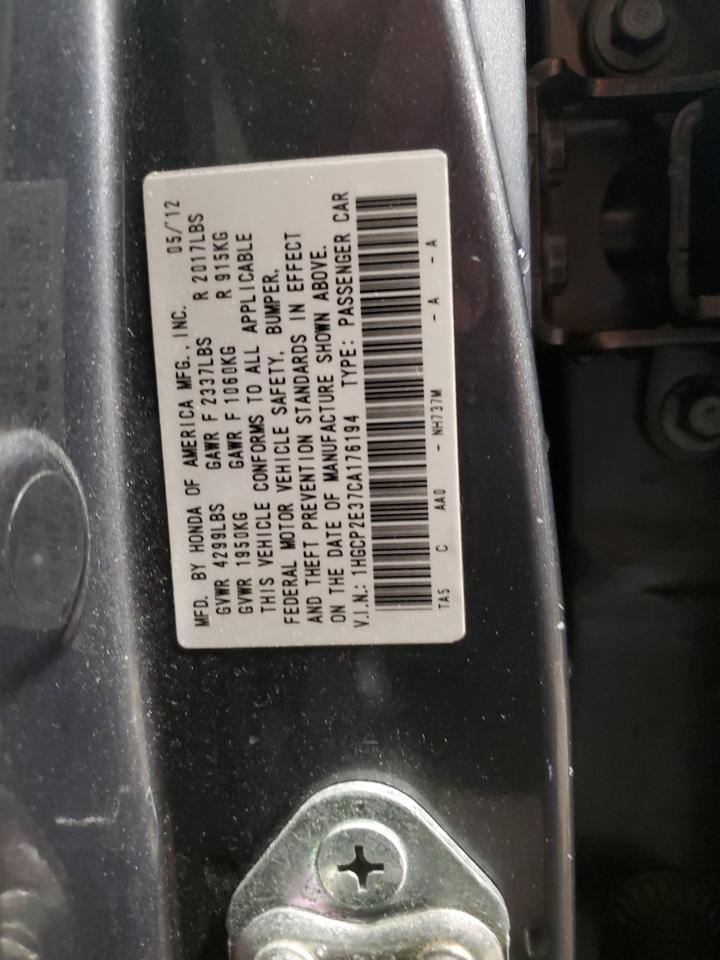 MFD. BY HONDA OF AMERICA MFG., INC. 05/12
GVWR 4299LBS GAWR F 2337LBS R 2017LBS
GVWR 1950KG GAWR F 1060KG R 915KG
THIS VEHICLE CONFORMS TO ALL APPLICABLE
FEDERAL MOTOR VEHICLE SAFETY, BUMPER,
AND THEFT PREVENTION STANDARDS IN EFFECT
ON THE DATE OF MANUFACTURE SHOWN ABOVE.
V.I.N.: 1HGCP2E37CA176194 TYPE: PASSENGER CAR
TA5 C AA0 - NH737M - A - A